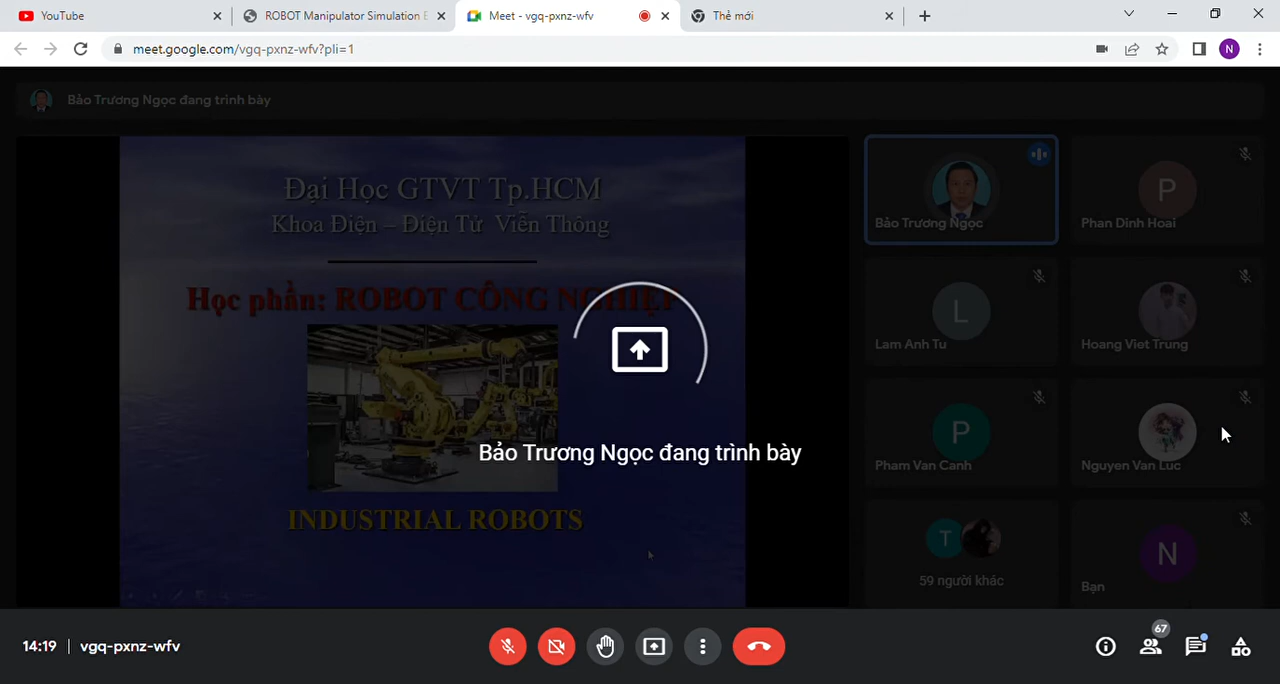 YouTube
ROBOT Manipulator Simulation E
Meet - vgq-pxnz-wfv
Thẻ mới
meet.google.com/vgq-pxnz-wfv?pli=1
N
Bảo Trương Ngọc đang trình bày
Đại Học GTVT Tp.HCM
Khoa Điện – Điện Tử Viễn Thông
Học phần: ROBOT CÔNG NGHIỆP
INDUSTRIAL ROBOTS
Bảo Trương Ngọc đang trình bày
Bảo Trương Ngọc
P
Phan Dinh Hoai
L
Lam Anh Tu
Hoang Viet Trung
P
Pham Van Canh
Nguyen Van Luc
T
59 người khác
N
Bạn
14:19 | vgq-pxnz-wfv
67